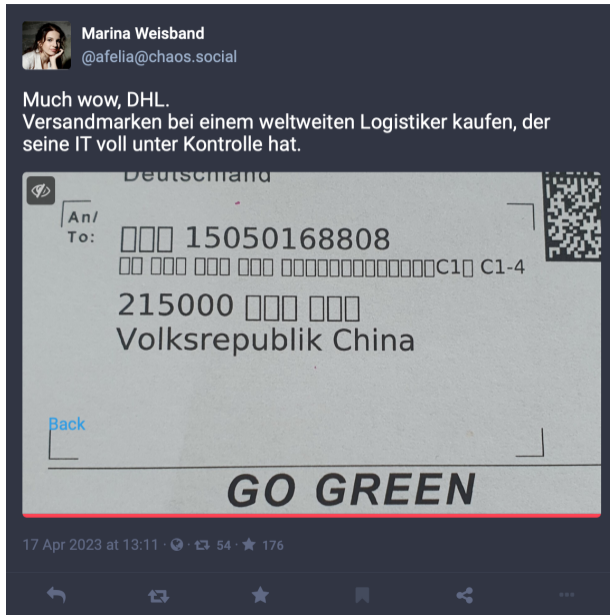 Marina Weisband
@afelia@chaos.social
Much wow, DHL.
Versandmarken bei einem weltweiten Logistiker kaufen, der
seine IT voll unter Kontrolle hat.
Deutschland
An/
To:
□□□ 15050168808
□□ □□□ □□□ □□□ □□□□□□□□□□□□□C1□ C1-4
215000 □□□ □□□
Volksrepublik China
Back
GO GREEN
17 Apr 2023 at 13:11 · 54 · 176